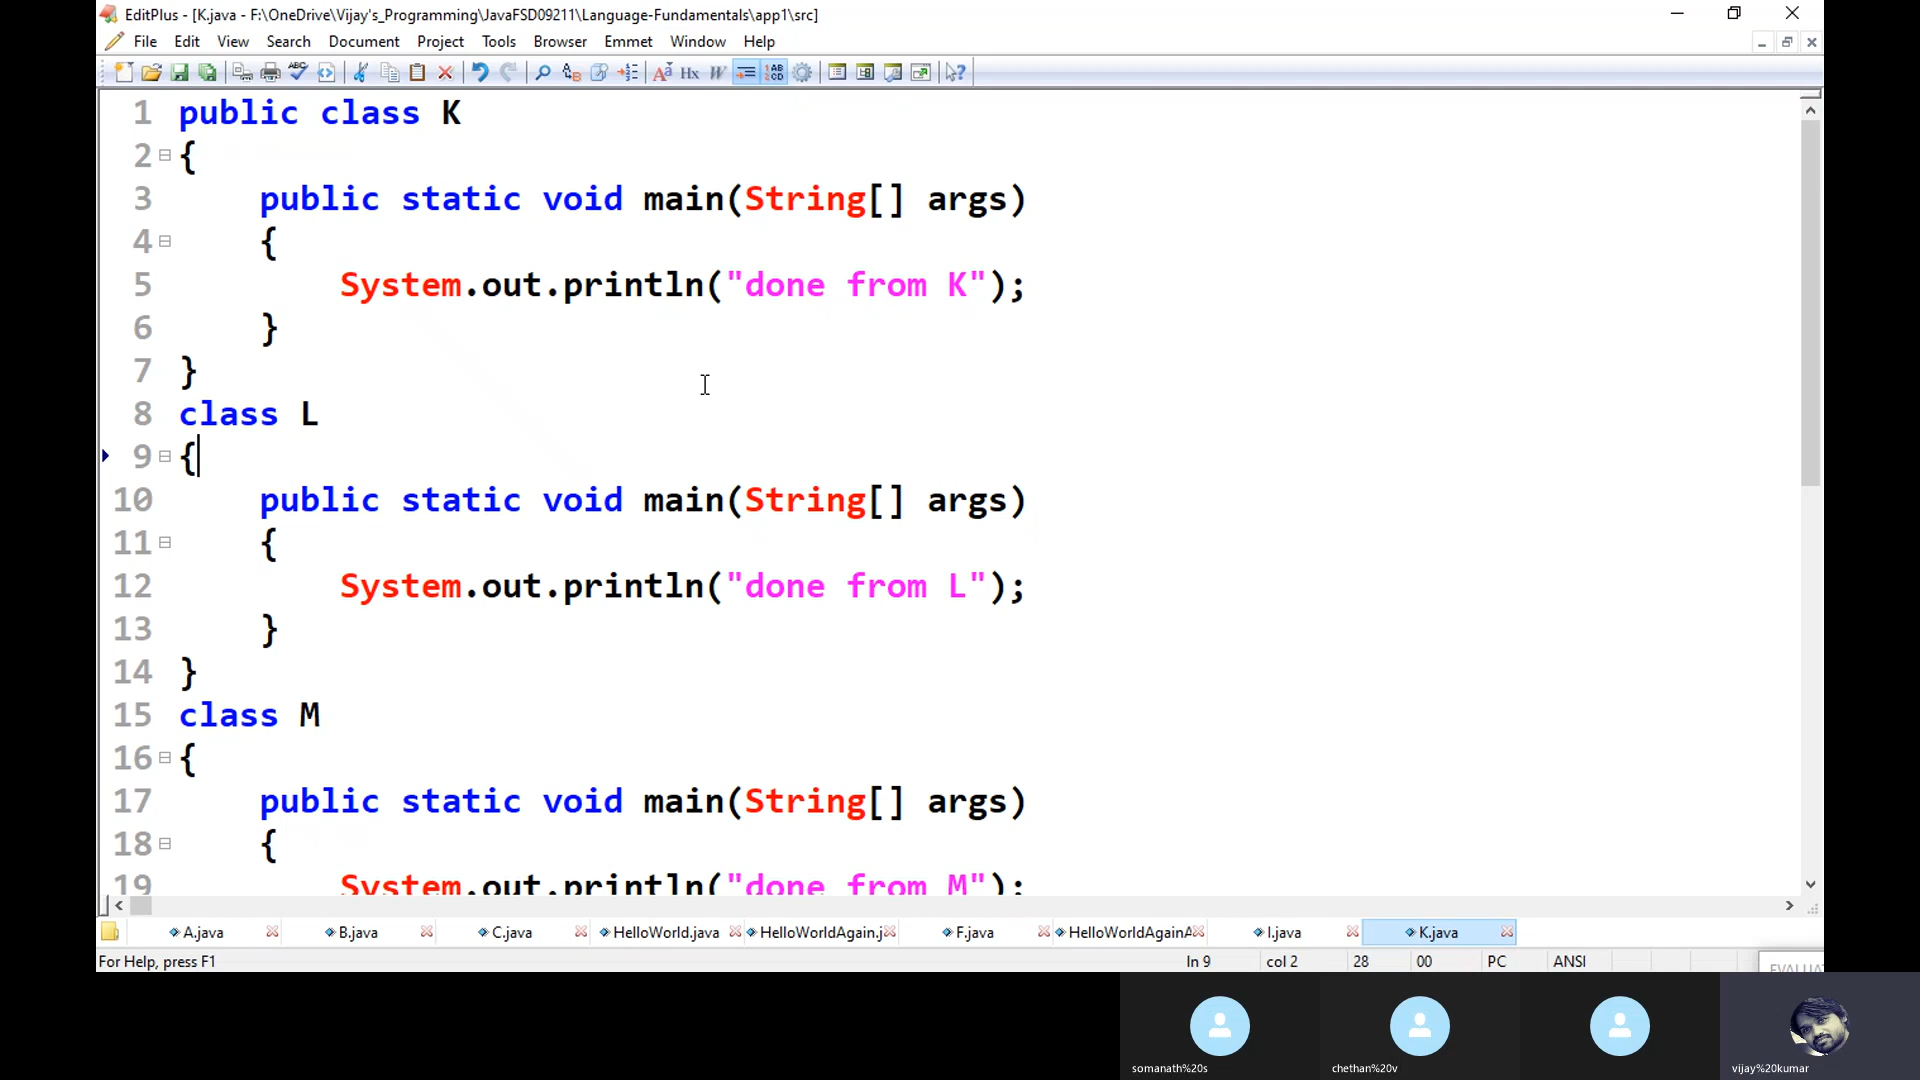 EditPlus - [K.java - F:\OneDrive\Vijay's_Programming\JavaFSD09211\Language-Fundamentals\app1\src]
File Edit View Search Document Project Tools Browser Emmet Window Help
1 public class K
2 {
3 public static void main(String[] args)
4 {
5 System.out.println("done from K");
6 }
7 }
8 class L
9 {
10 public static void main(String[] args)
11 {
12 System.out.println("done from L");
13 }
14 }
15 class M
16 {
17 public static void main(String[] args)
18 {
19 System.out.println("done from M");
A.java B.java C.java HelloWorld.java HelloWorldAgain.j F.java HelloWorldAgainA I.java K.java
For Help, press F1 ln 9 col 2 28 00 PC ANSI
EVALUAT
somanath%20s chethan%20v vijay%20kumar